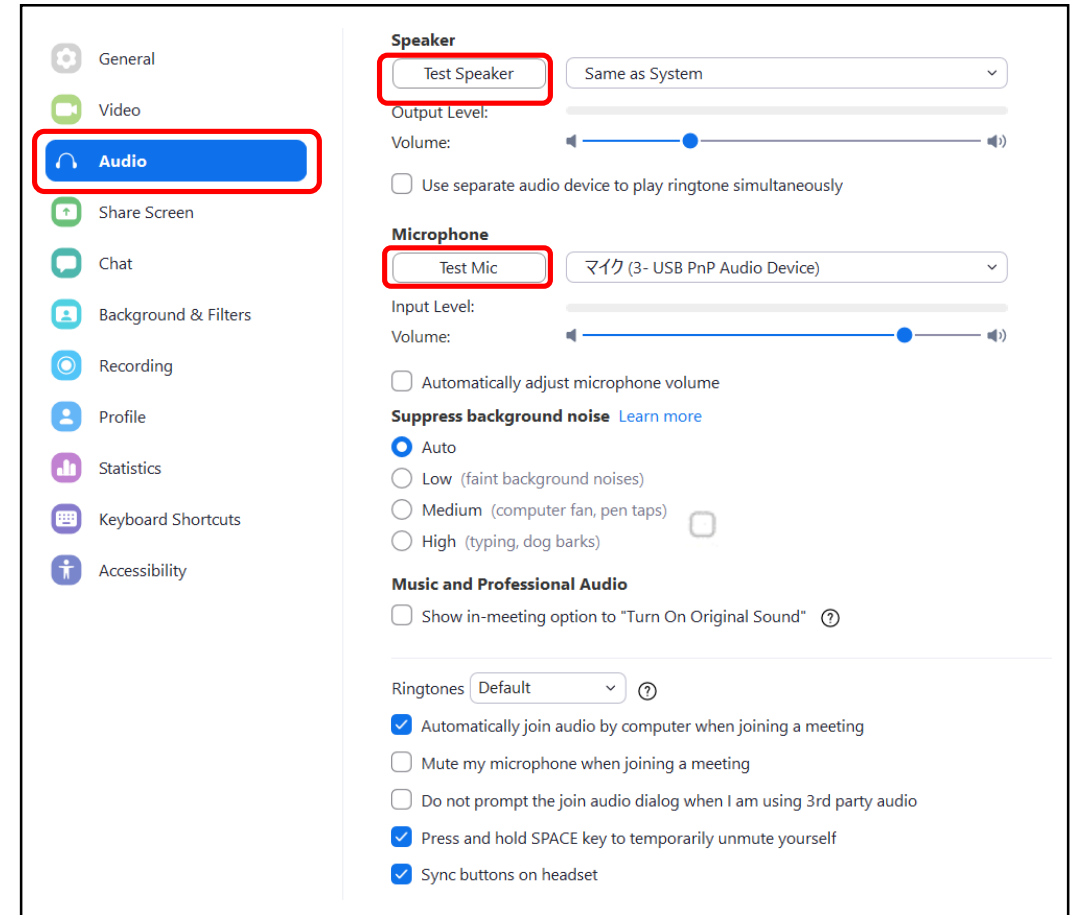 General
Video
Audio
Share Screen
Chat
Background & Filters
Recording
Profile
Statistics
Keyboard Shortcuts
Accessibility
Speaker
Test Speaker Same as System
Output Level:
Volume:
Use separate audio device to play ringtone simultaneously
Microphone
Test Mic マイク (3- USB PnP Audio Device)
Input Level:
Volume:
Automatically adjust microphone volume
Suppress background noise Learn more
Auto
Low (faint background noises)
Medium (computer fan, pen taps)
High (typing, dog barks)
Music and Professional Audio
Show in-meeting option to "Turn On Original Sound" ?
Ringtones Default ?
Automatically join audio by computer when joining a meeting
Mute my microphone when joining a meeting
Do not prompt the join audio dialog when I am using 3rd party audio
Press and hold SPACE key to temporarily unmute yourself
Sync buttons on headset